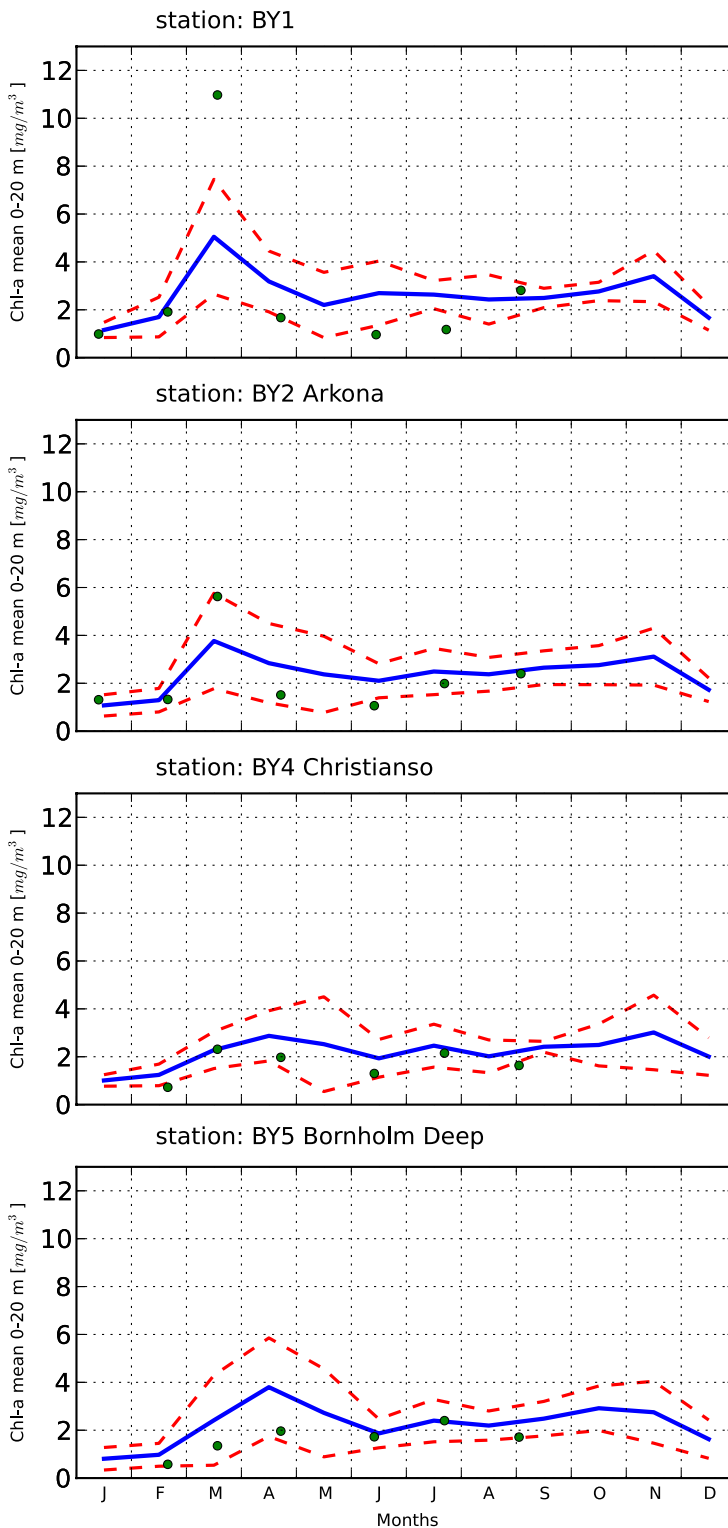 station: BY1
Chl-a mean 0-20 m [mg/m³]
12
10
8
6
4
2
0
station: BY2 Arkona
Chl-a mean 0-20 m [mg/m³]
12
10
8
6
4
2
0
station: BY4 Christianso
Chl-a mean 0-20 m [mg/m³]
12
10
8
6
4
2
0
station: BY5 Bornholm Deep
Chl-a mean 0-20 m [mg/m³]
12
10
8
6
4
2
0
J F M A M J J A S O N D
Months